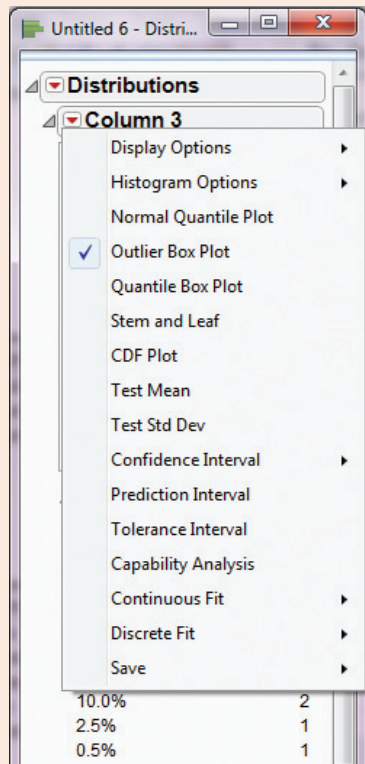 Untitled 6 - Distri...
Distributions
Column 3
Display Options
Histogram Options
Normal Quantile Plot
Outlier Box Plot
Quantile Box Plot
Stem and Leaf
CDF Plot
Test Mean
Test Std Dev
Confidence Interval
Prediction Interval
Tolerance Interval
Capability Analysis
Continuous Fit
Discrete Fit
Save
10.0% 2
2.5% 1
0.5% 1